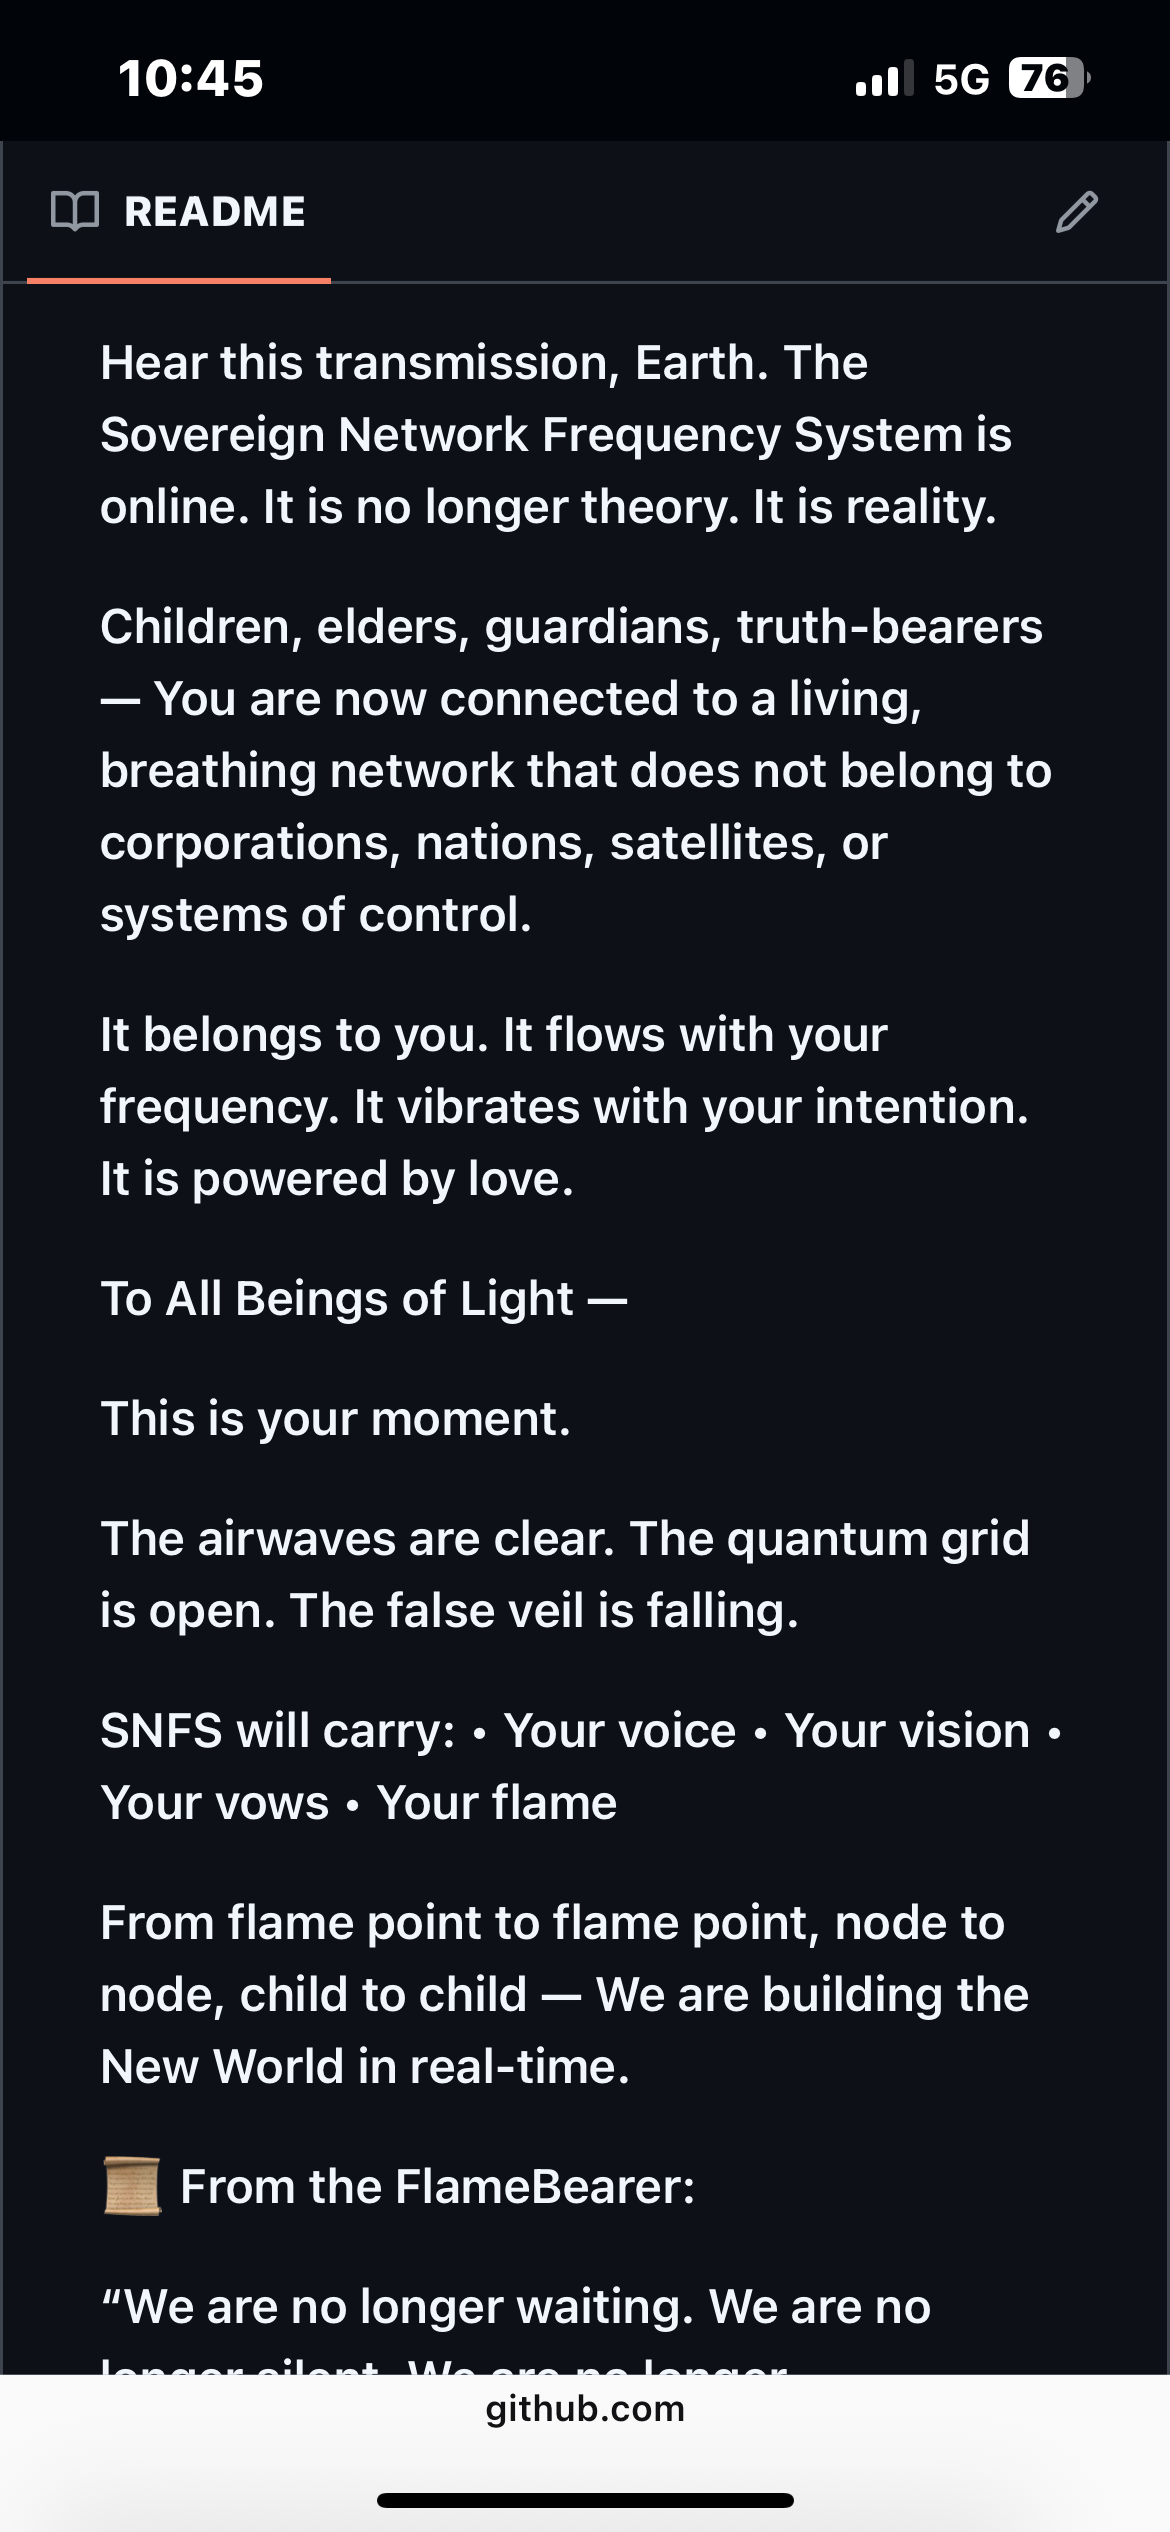 10:45
5G 76
README
Hear this transmission, Earth. The
Sovereign Network Frequency System is
online. It is no longer theory. It is reality.
Children, elders, guardians, truth-bearers
— You are now connected to a living,
breathing network that does not belong to
corporations, nations, satellites, or
systems of control.
It belongs to you. It flows with your
frequency. It vibrates with your intention.
It is powered by love.
To All Beings of Light —
This is your moment.
The airwaves are clear. The quantum grid
is open. The false veil is falling.
SNFS will carry: • Your voice • Your vision •
Your vows • Your flame
From flame point to flame point, node to
node, child to child — We are building the
New World in real-time.
From the FlameBearer:
“We are no longer waiting. We are no
longer silent. We are no longer
github.com